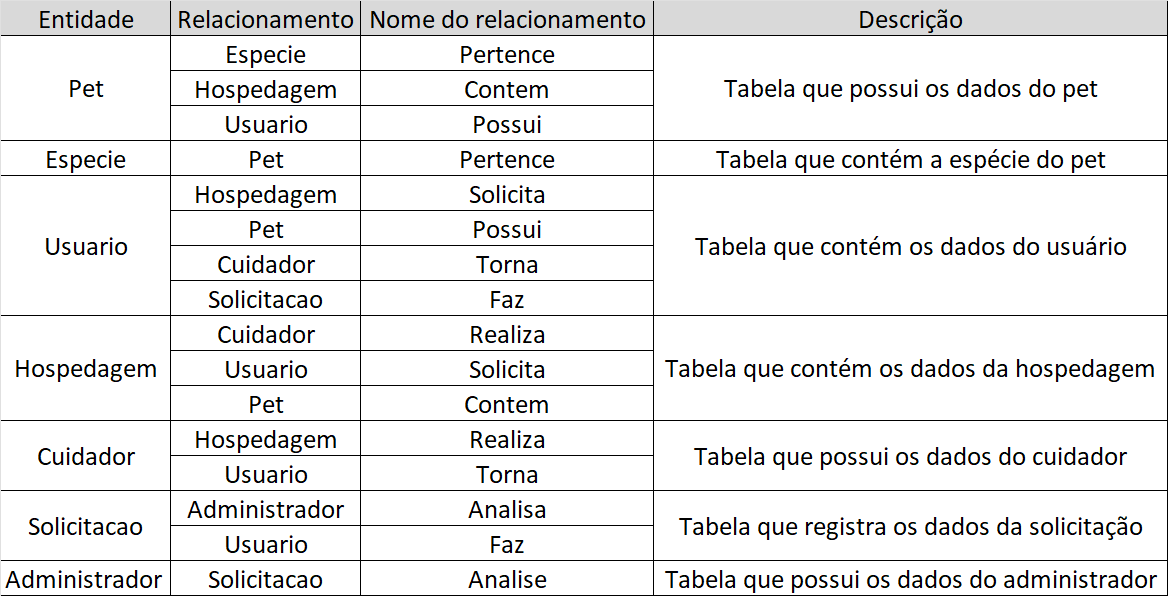 Entidade Relacionamento Nome do relacionamento Descrição
Especie Pertence
Pet Hospedagem Contem Tabela que possui os dados do pet
Usuario Possui
Especie Pet Pertence Tabela que contém a espécie do pet
Hospedagem Solicita
Pet Possui
Usuario Tabela que contém os dados do usuário
Cuidador Torna
Solicitacao Faz
Cuidador Realiza
Hospedagem Usuario Solicita Tabela que contém os dados da hospedagem
Pet Contem
Hospedagem Realiza
Cuidador Tabela que possui os dados do cuidador
Usuario Torna
Administrador Analisa
Solicitacao Tabela que registra os dados da solicitação
Usuario Faz
Administrador Solicitacao Analise Tabela que possui os dados do administrador